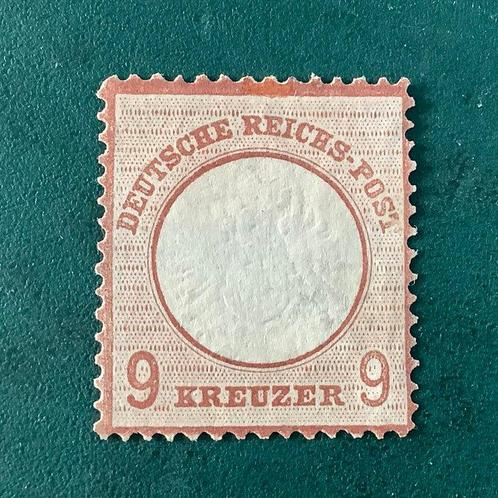 DEUTSCHE REICHS-POST
9 KREUZER 9